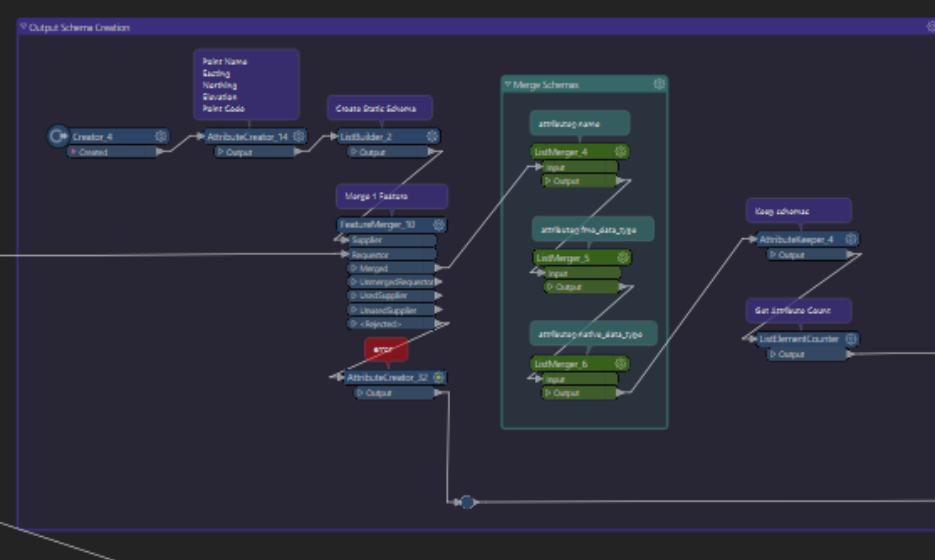 Output Schema Creation
Point Name
Easting
Northing
Elevation
Point Code
Creator_4
Created
AttributeCreator_14
Output
Create Static Schema
ListBuilder_2
Output
Merge 1 Feature
FeatureMerger_10
Supplier
Requestor
Merged
UnmergedRequestor
UsedSupplier
UnusedSupplier
<Rejected>
error
AttributeCreator_32
Output
Merge Schemas
attribute{}.name
ListMerger_4
Input
Output
attribute{}.fme_data_type
ListMerger_5
Input
Output
attribute{}.native_data_type
ListMerger_6
Input
Output
Keep schemas
AttributeKeeper_4
Output
Get Attribute Count
ListElementCounter
Output